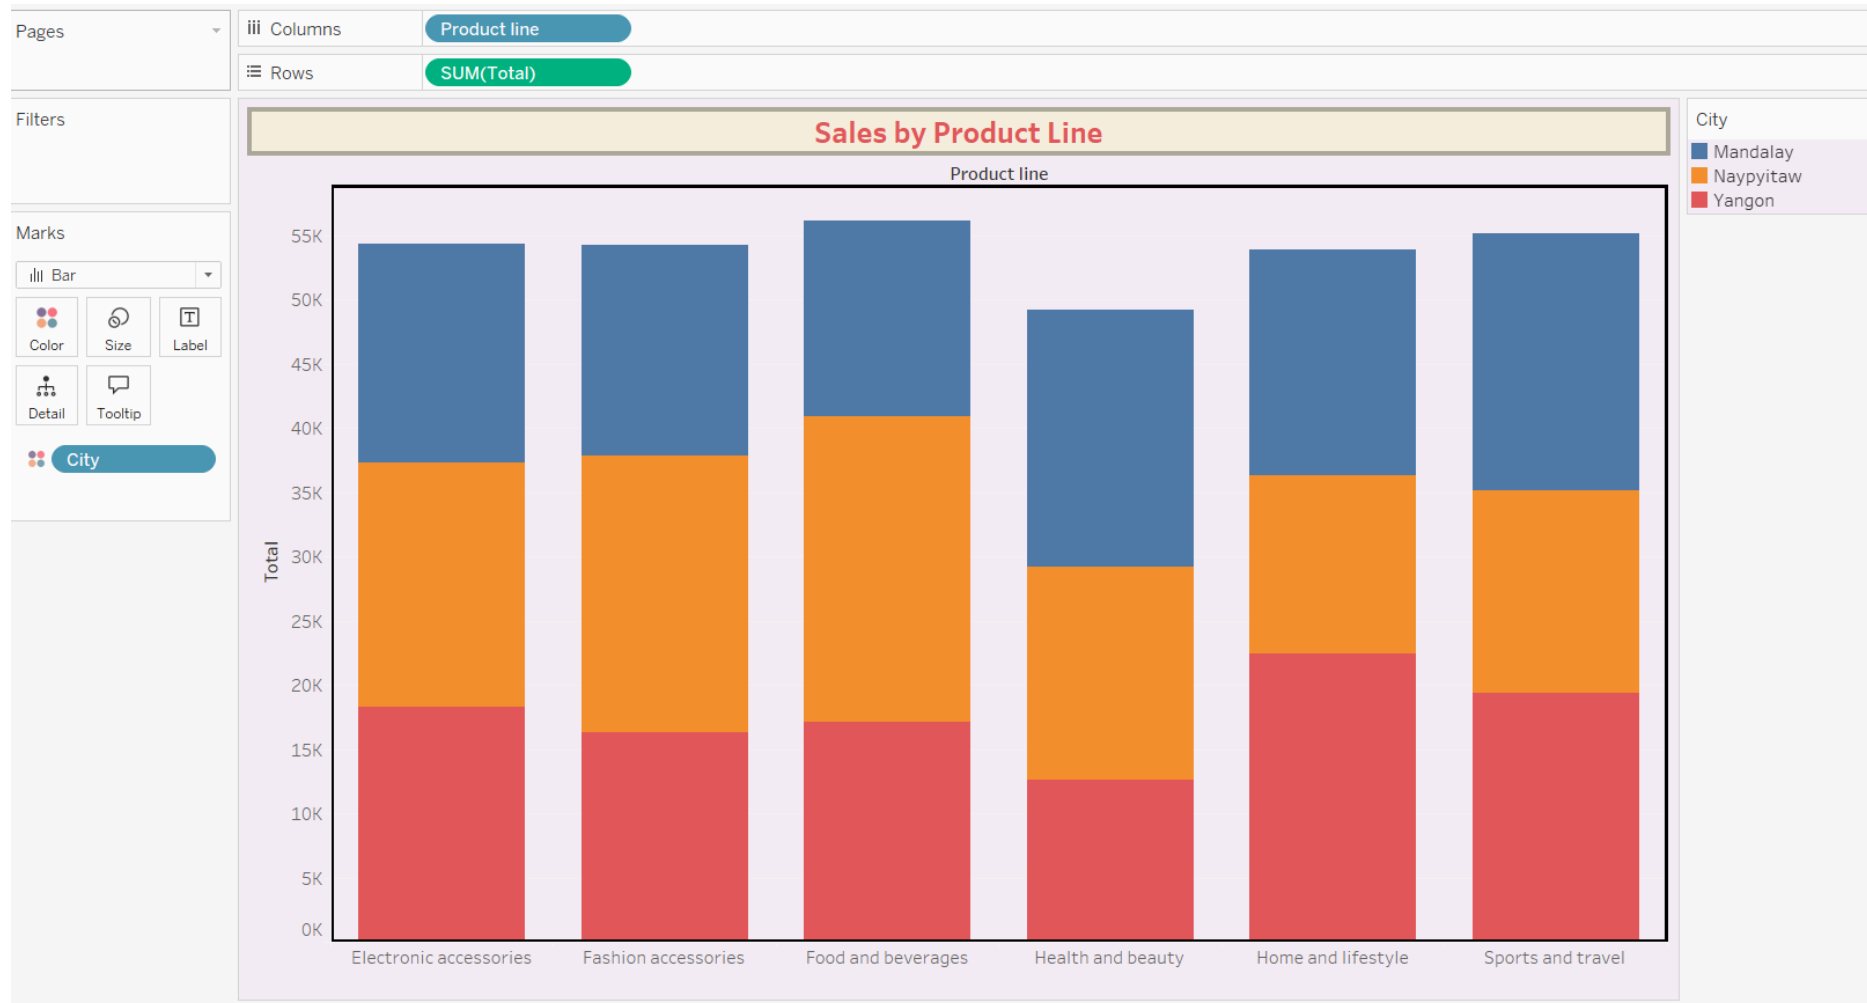 Pages
Columns
Product line
Rows
SUM(Total)
Filters
Marks
Bar
Color
Size
Label
Detail
Tooltip
City
Sales by Product Line
Product line
55K
50K
45K
40K
35K
30K
25K
20K
15K
10K
5K
0K
Total
Electronic accessories
Fashion accessories
Food and beverages
Health and beauty
Home and lifestyle
Sports and travel
City
Mandalay
Naypyitaw
Yangon